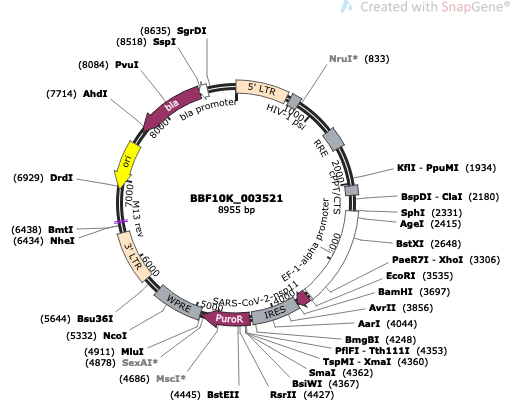 Created with SnapGene®
(8635) SgrDI
(8518) SspI
(8084) PvuI
(7714) AhdI
(6929) DrdI
(6438) BmtI
(6434) NheI
(5644) Bsu36I
(5332) NcoI
(4911) MluI
(4878) SexAI*
(4686) MscI*
(4445) BstEII
NruI* (833)
KflI - PpuMI (1934)
BspDI - ClaI (2180)
SphI (2331)
AgeI (2415)
BstXI (2648)
PaeR7I - XhoI (3306)
EcoRI (3535)
BamHI (3697)
AvrII (3856)
AarI (4044)
BmgBI (4248)
PflFI - Tth111I (4353)
TspMI - XmaI (4360)
SmaI (4362)
BsiWI (4367)
RsrII (4427)
BBF10K_003521
8955 bp
5' LTR
HIV-1 psi
1000
RRE
2000
cPPT/CTS
EF-1-alpha promoter
SARS-CoV-2-nsp11
4000
IRES
PuroR
5000
WPRE
6000
3' LTR
M13 rev
7000
ori
8000
bla
bla promoter